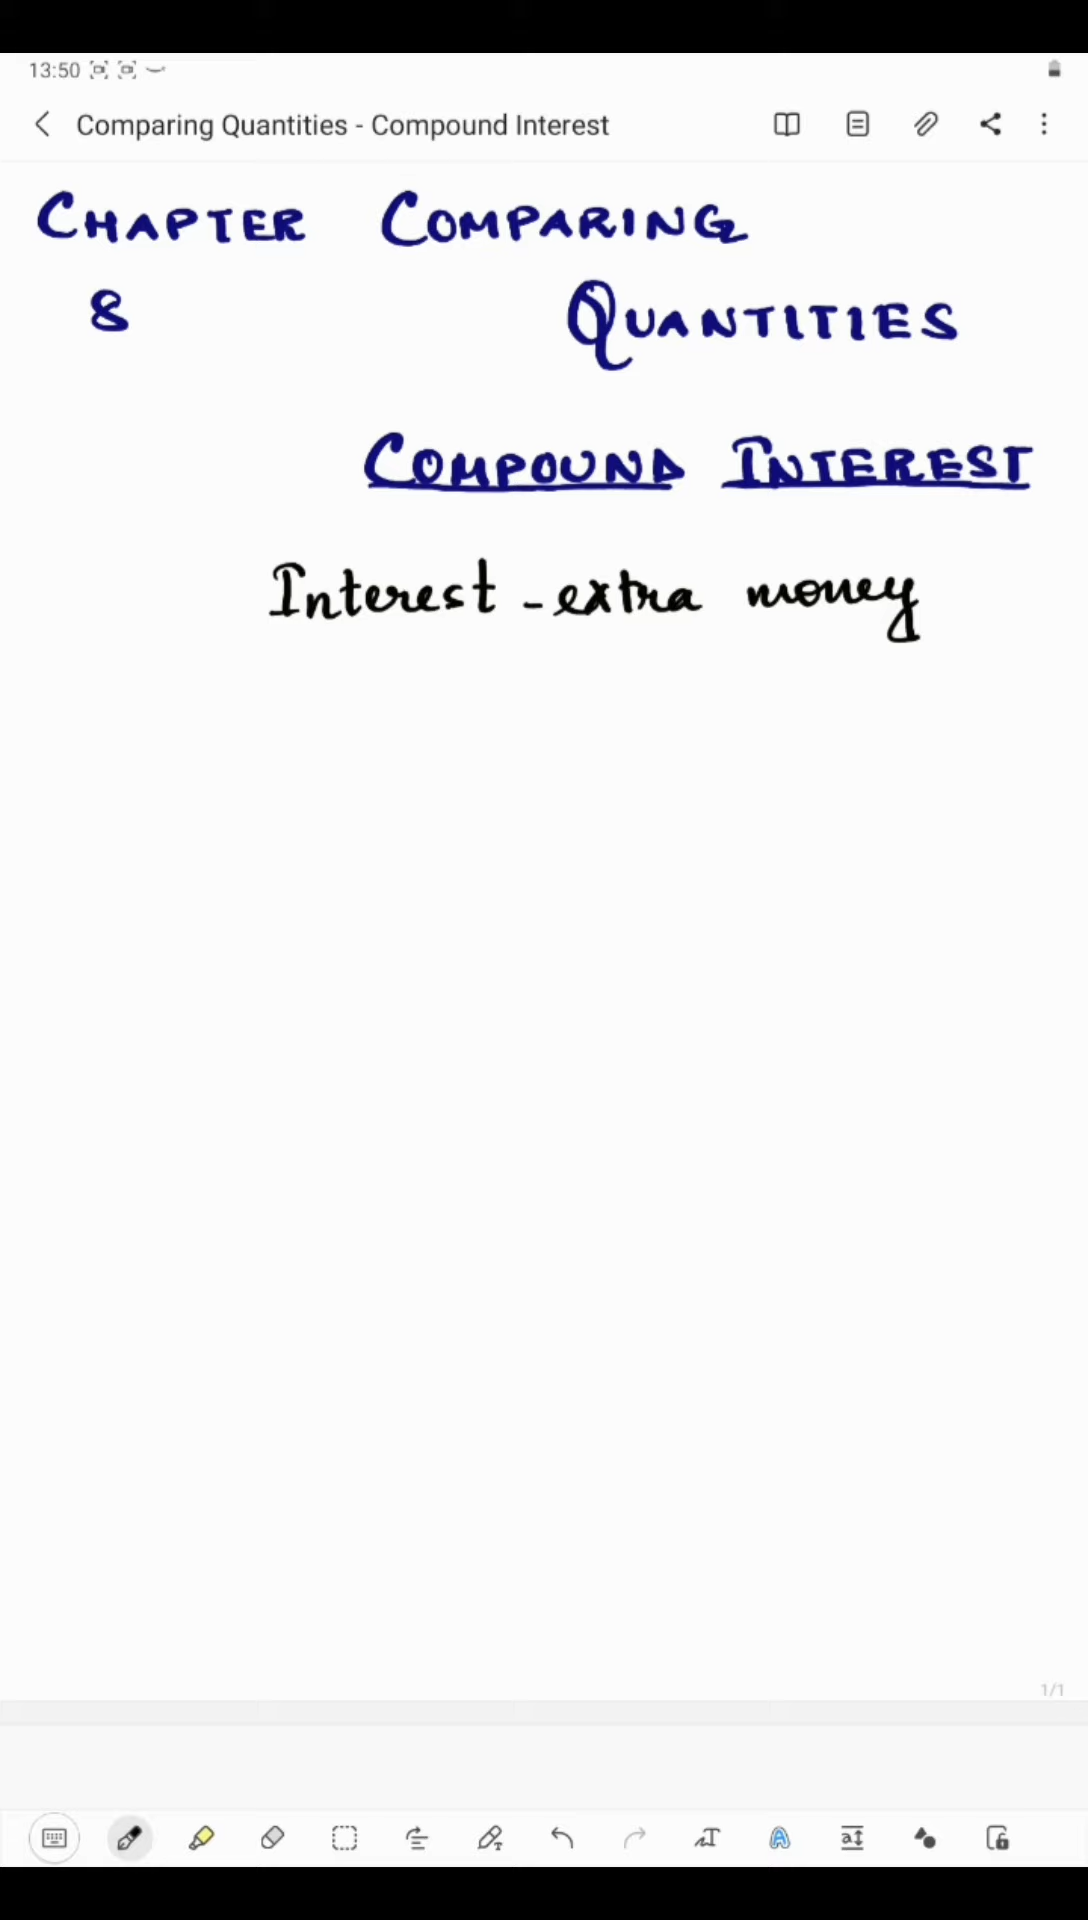 13:50
Comparing Quantities - Compound Interest
CHAPTER COMPARING
8 QUANTITIES
COMPOUND INTEREST
Interest - extra money
1/1